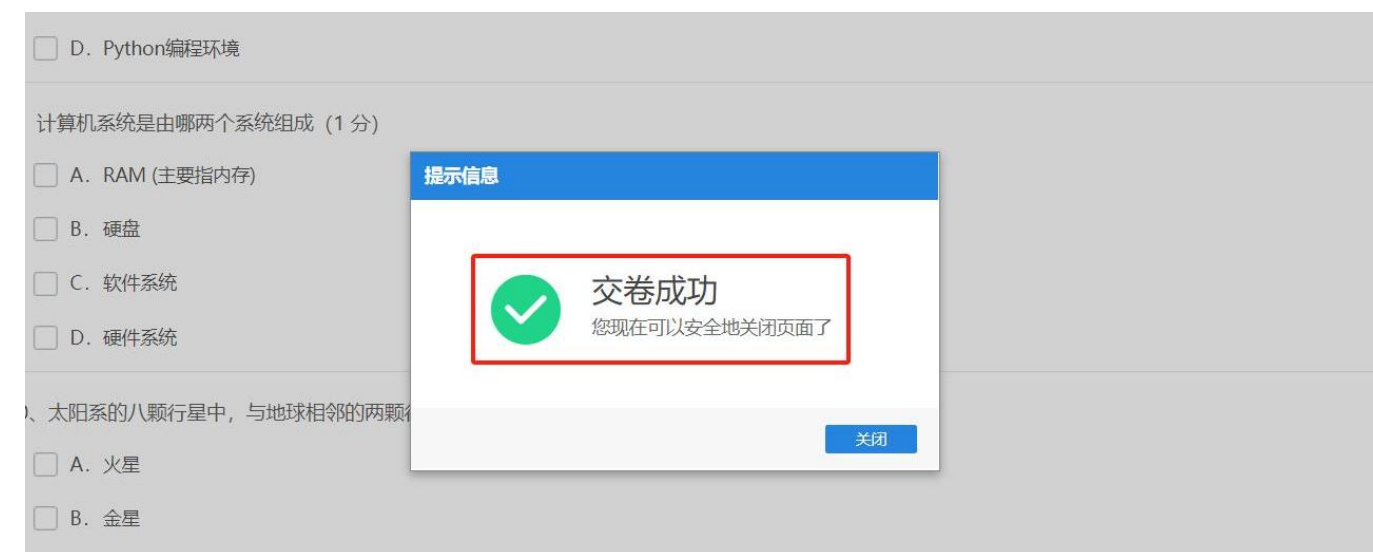 D. Python编程环境
计算机系统是由哪两个系统组成 (1 分)
A. RAM (主要指内存)
B. 硬盘
C. 软件系统
D. 硬件系统
、太阳系的八颗行星中，与地球相邻的两颗
A. 火星
B. 金星
提示信息
交卷成功
您现在可以安全地关闭页面了
关闭